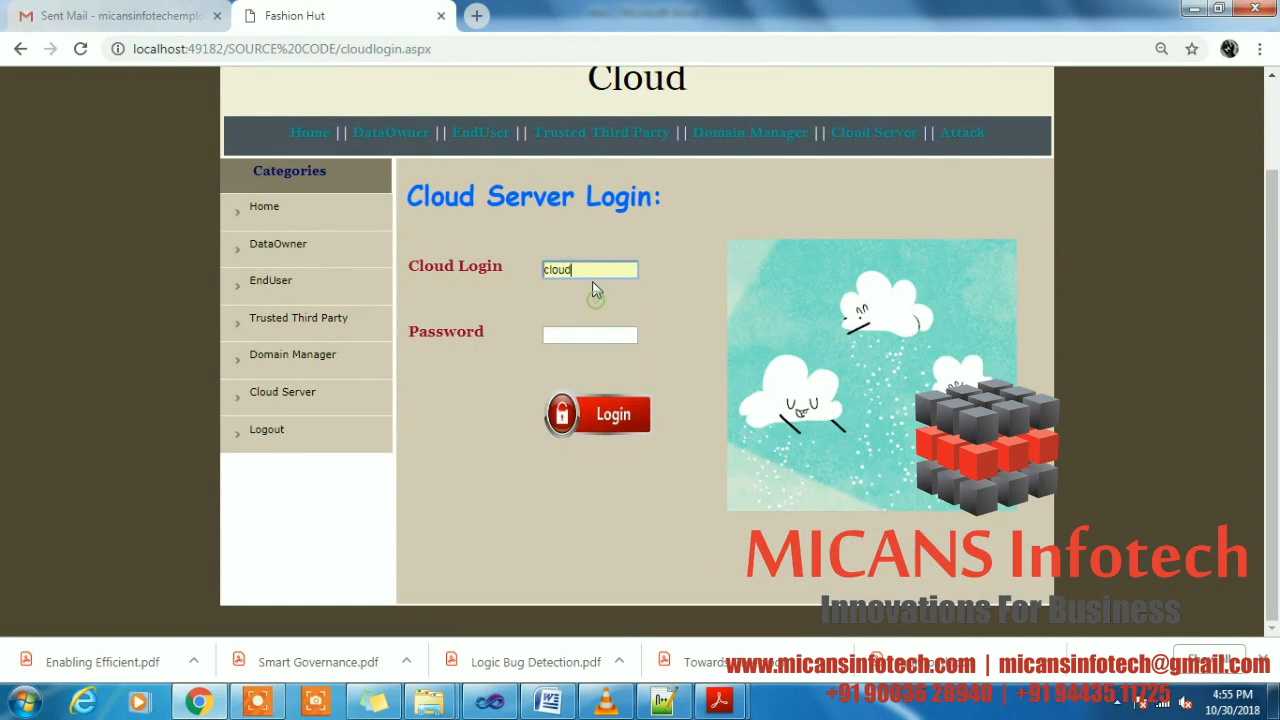 Sent Mail - micansinfotechemplo
Fashion Hut
localhost:49182/SOURCE%20CODE/cloudlogin.aspx
Cloud
Home || DataOwner || EndUser || Trusted Third Party || Domain Manager || Cloud Server || Attack
Categories
Home
DataOwner
EndUser
Trusted Third Party
Domain Manager
Cloud Server
Logout
Cloud Server Login:
Cloud Login
cloud
Password
Login
MICANS Infotech
Innovations For Business
Enabling Efficient.pdf
Smart Governance.pdf
Logic Bug Detection.pdf
www.micansinfotech.com | micansinfotech@gmail.com
+91 90036 28940 | +91 94435 11725
4:55 PM
10/30/2018